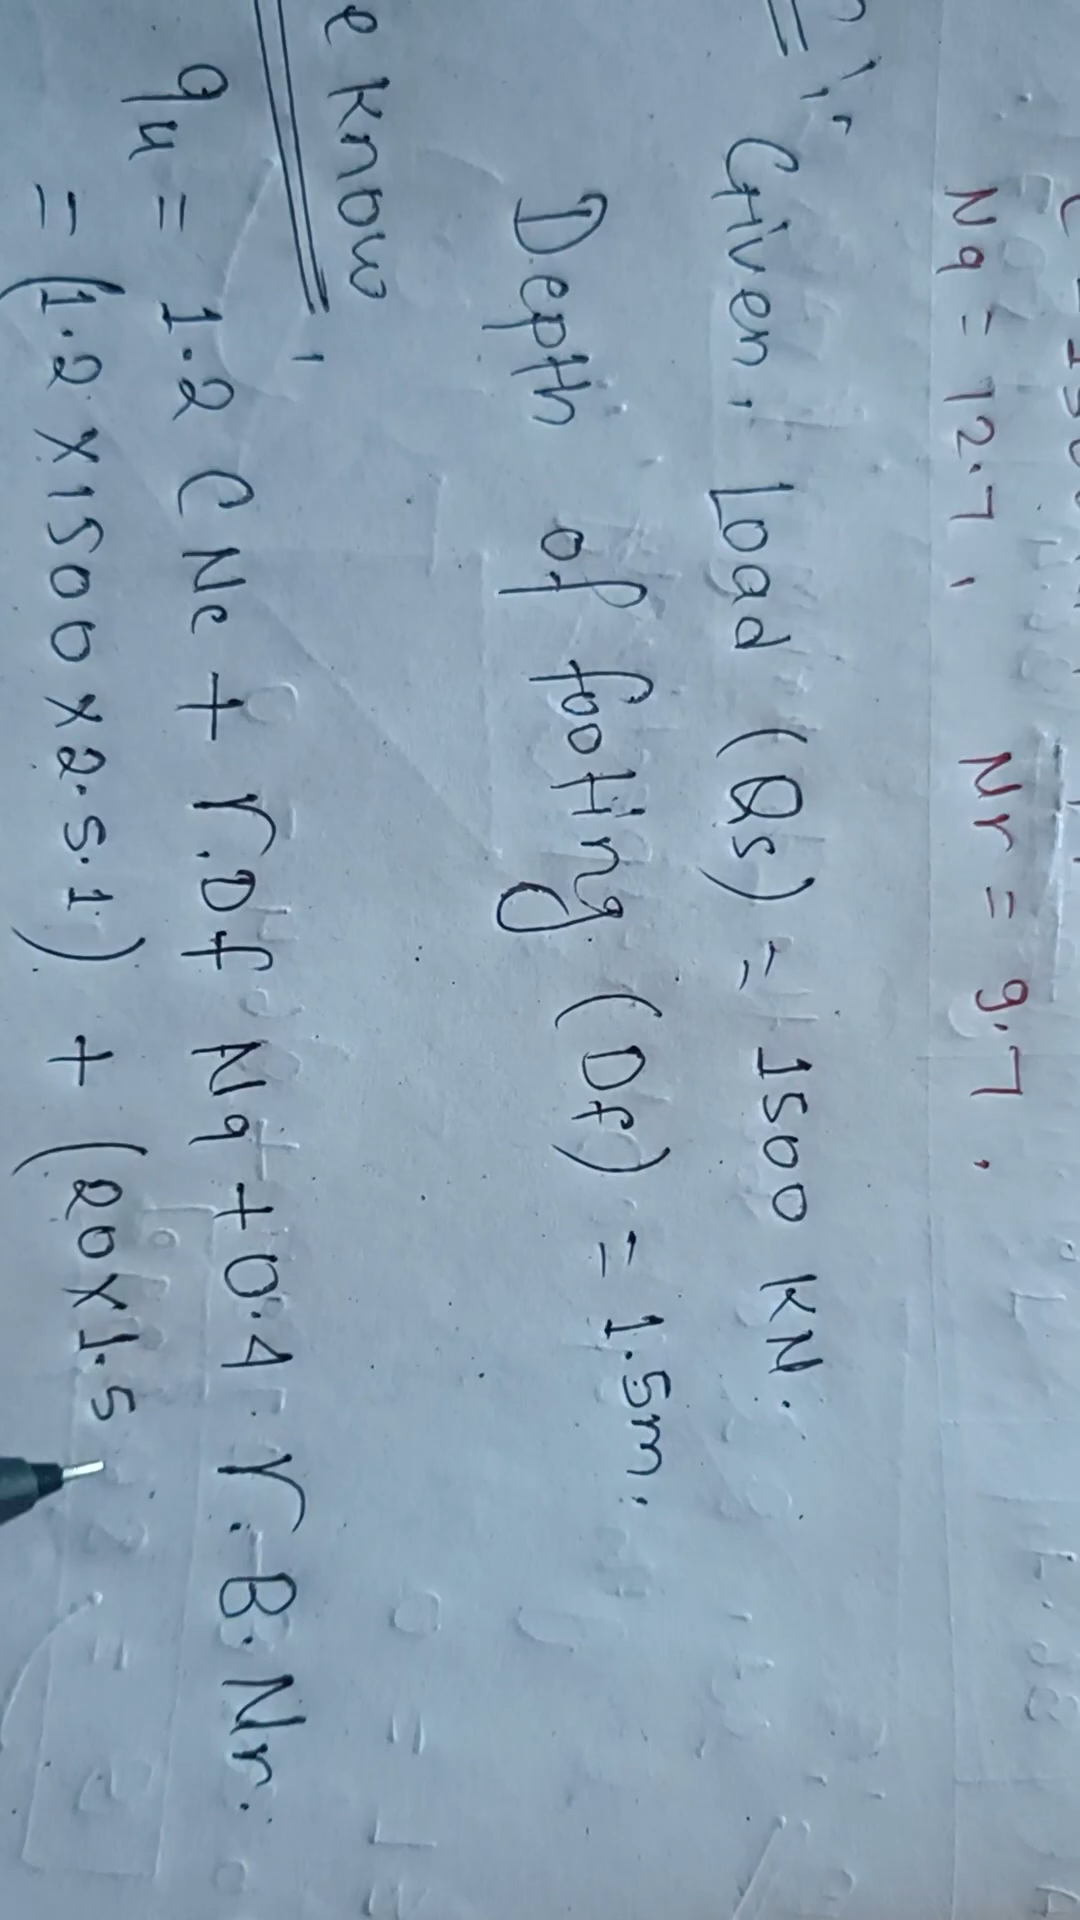 Nq = 12.7, Nr = 9.7.
Given, Load (Qs) = 1500 KN.
Depth of footing (Df) = 1.5m.
e know,
qu = 1.2 CNc + r.Df Nq + 0.4 r.B.Nr.
= (1.2 x 1500 x 2.5.1) + (20 x 1.5